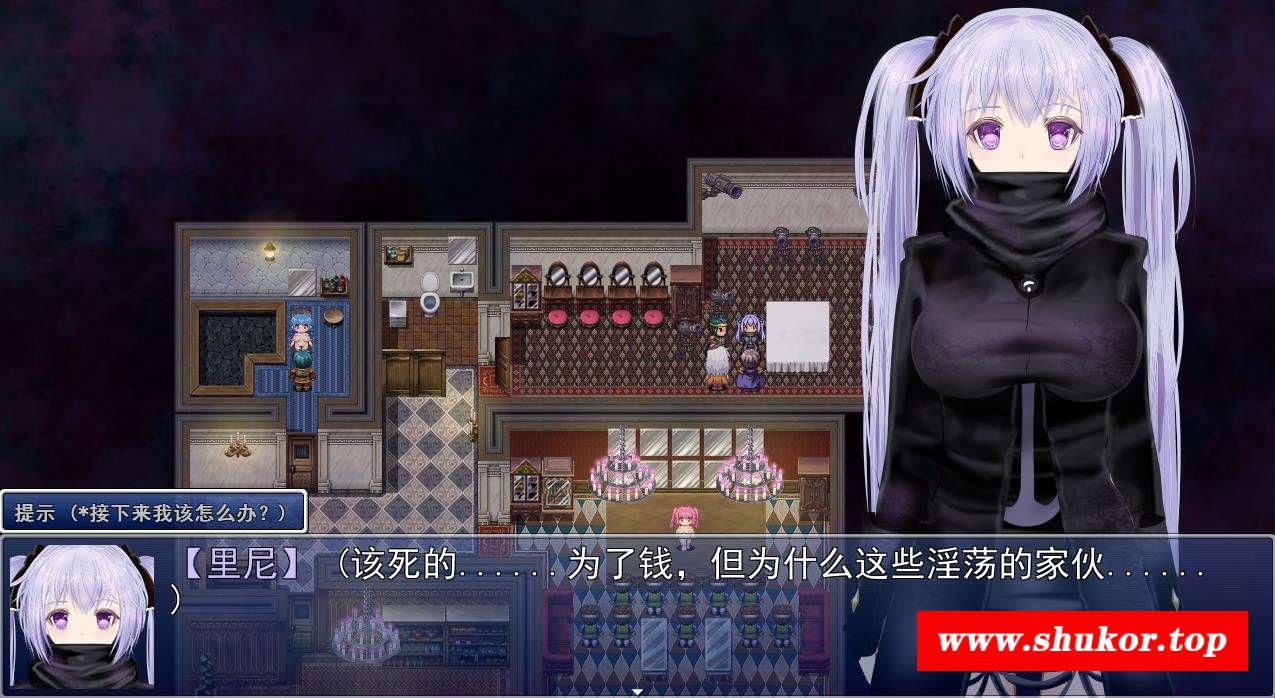 提示（*接下来我该怎么办？）
【里尼】（该死的......为了钱，但为什么这些淫荡的家伙......
）
www.shukor.top